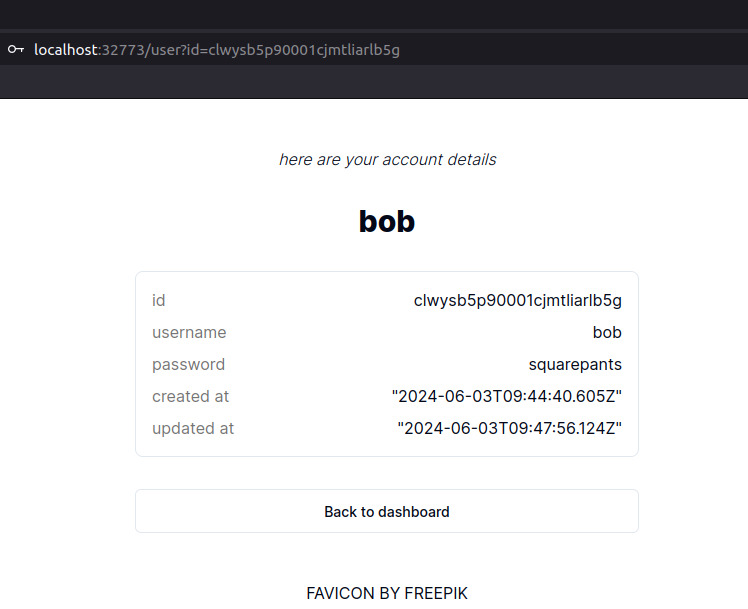 localhost:32773/user?id=clwysb5p90001cjmtliarlb5g
here are your account details
bob
id clwysb5p90001cjmtliarlb5g
username bob
password squarepants
created at "2024-06-03T09:44:40.605Z"
updated at "2024-06-03T09:47:56.124Z"
Back to dashboard
FAVICON BY FREEPIK